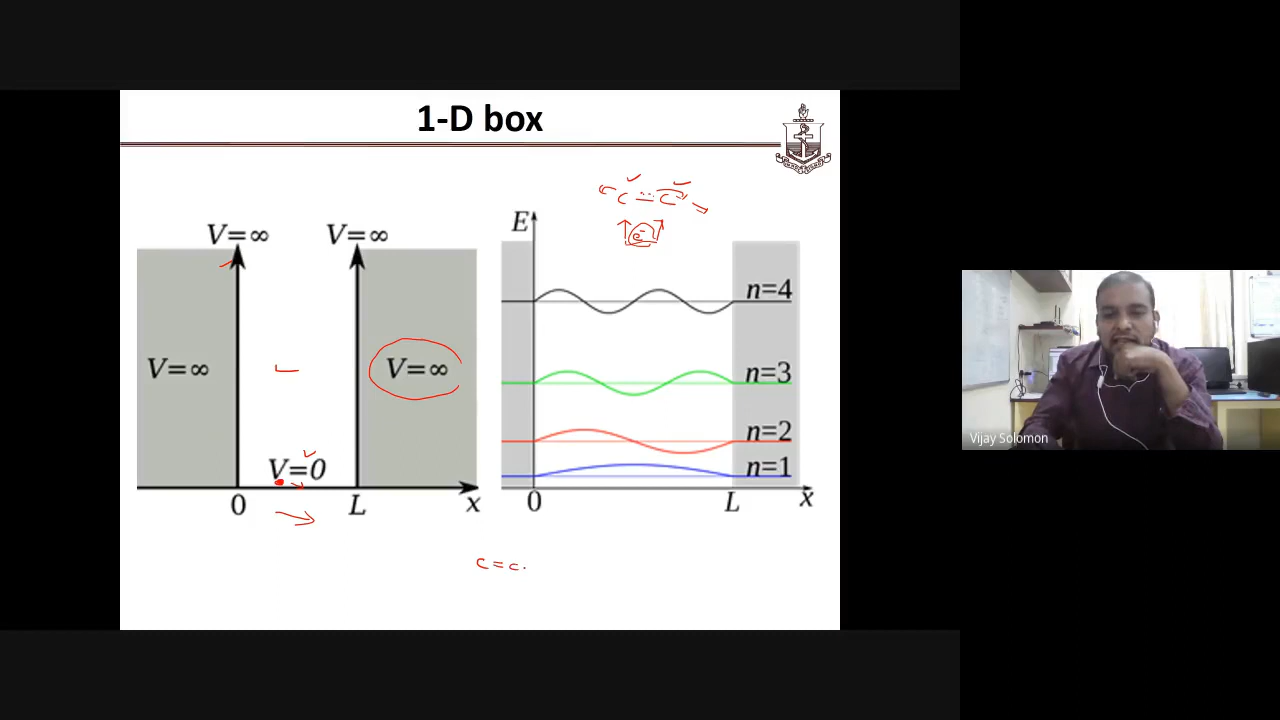 1-D box
V=∞
V=∞
V=∞
V=∞
V=0
0
L
x
E
n=4
n=3
n=2
n=1
0
L
x
e⁻
c = c.
Vijay Solomon